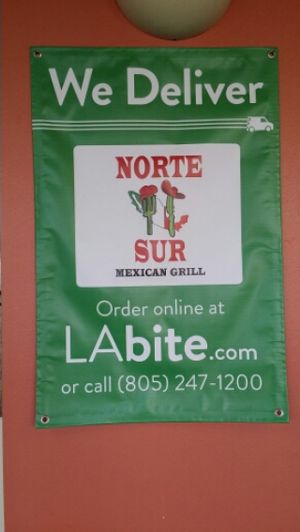 We Deliver
NORTE
SUR
MEXICAN GRILL
Order online at
LAbite.com
or call (805) 247-1200